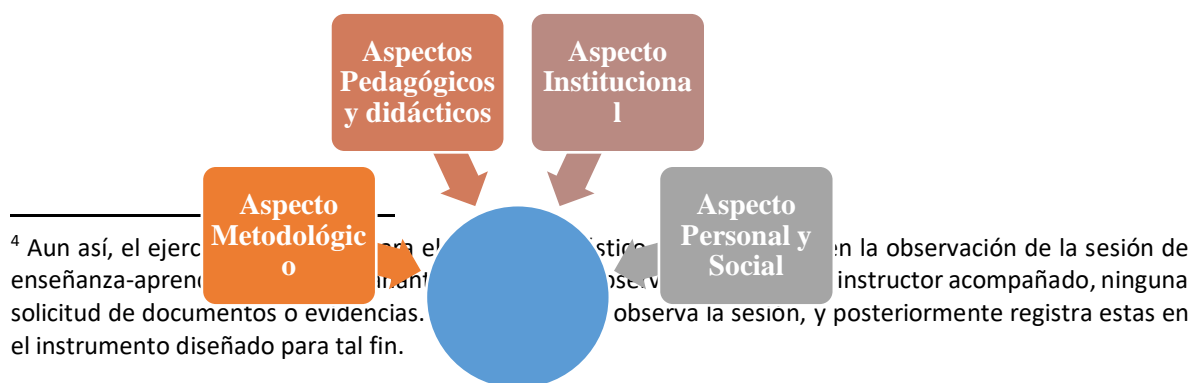 Aspectos
Pedagógicos
y didácticos
Aspecto
Instituciona
l
Aspecto
Metodológic
o
Aspecto
Personal y
Social
4 Aun así, el ejerc el en la observación de la sesión de
enseñanza-apren instructor acompañado, ninguna
solicitud de documentos o evidencias. observa la sesión, y posteriormente registra estas en
el instrumento diseñado para tal fin.